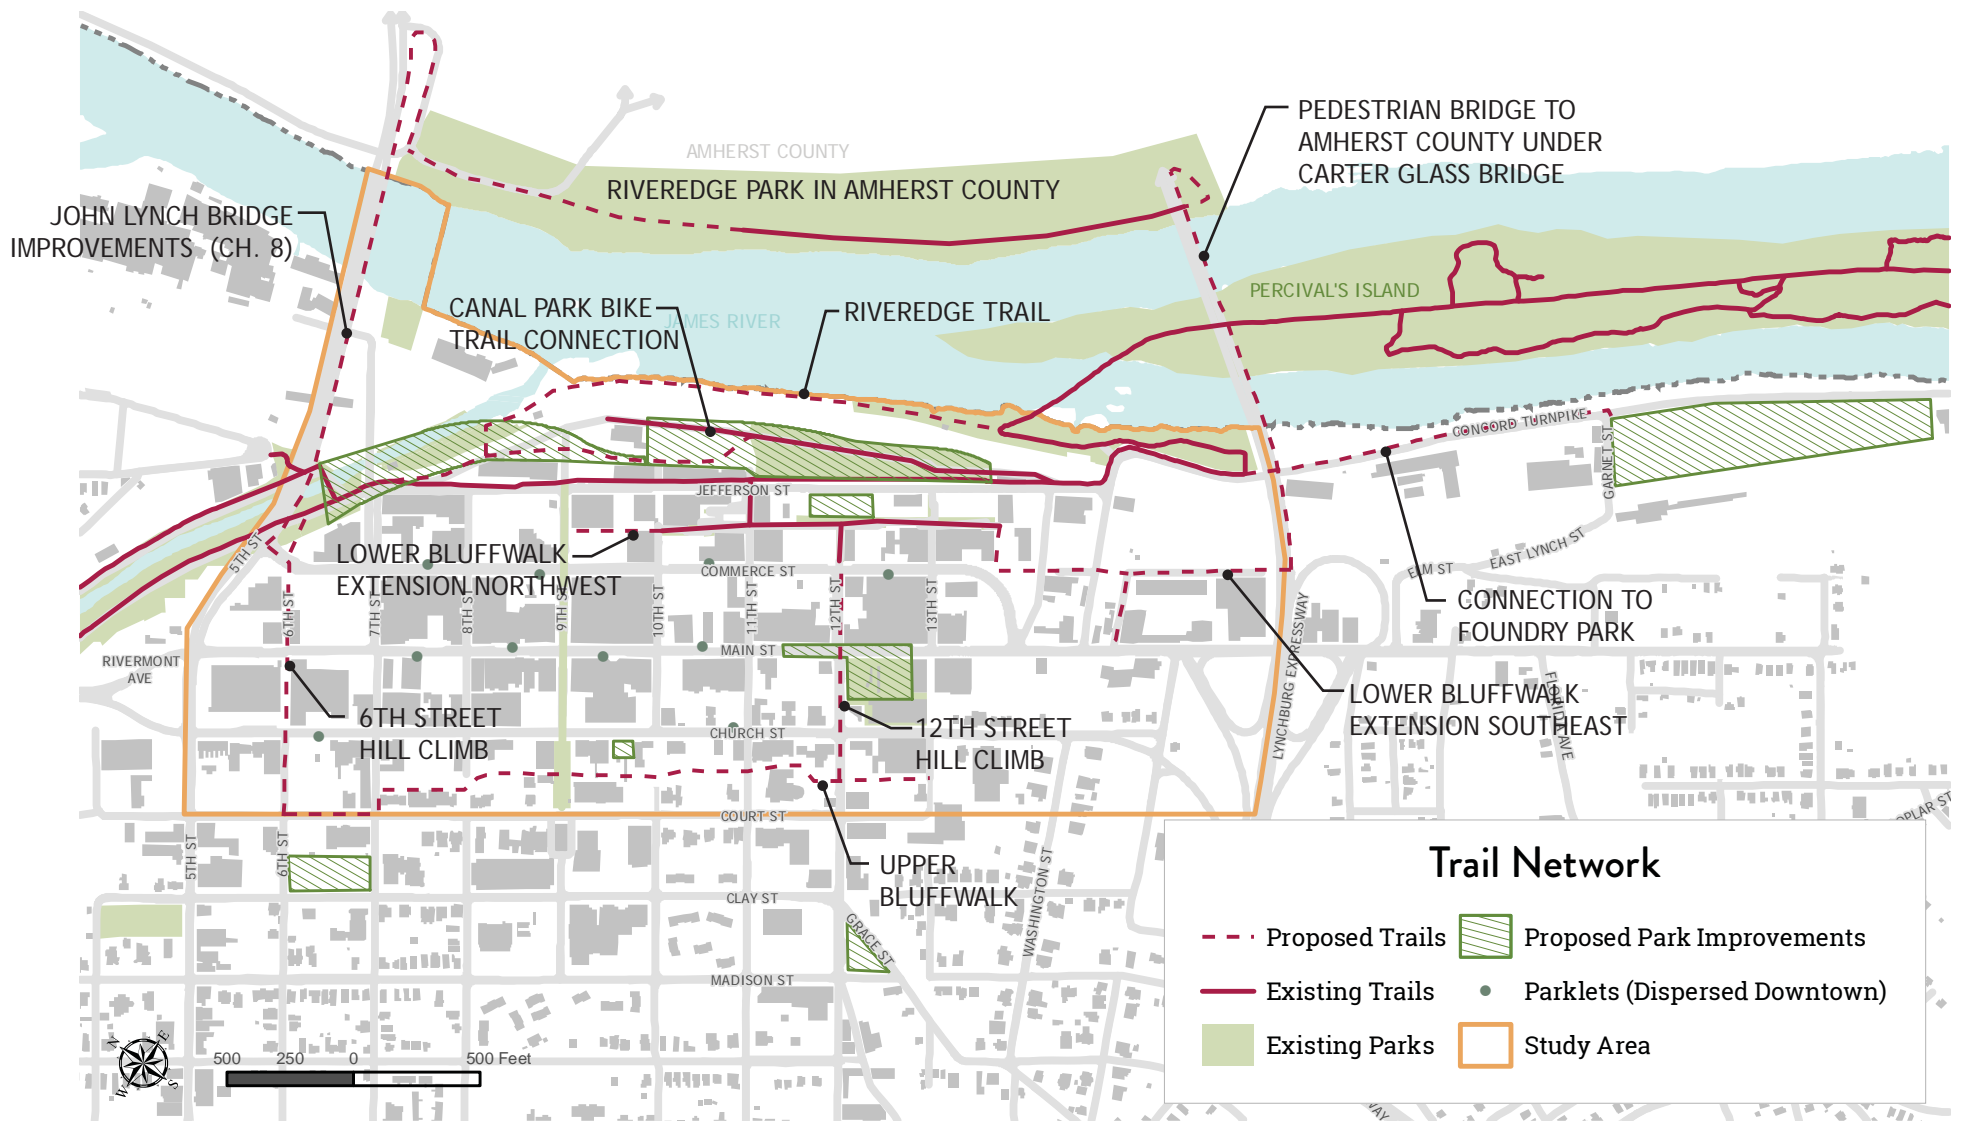 PEDESTRIAN BRIDGE TO
AMHERST COUNTY UNDER
CARTER GLASS BRIDGE
AMHERST COUNTY
RIVEREDGE PARK IN AMHERST COUNTY
JOHN LYNCH BRIDGE
IMPROVEMENTS (CH. 8)
PERCIVAL'S ISLAND
CANAL PARK BIKE
TRAIL CONNECTION
JAMES RIVER
RIVEREDGE TRAIL
CONCORD TURNPIKE
GARNET ST
JEFFERSON ST
5TH ST
LOWER BLUFFWALK
EXTENSION NORTHWEST
COMMERCE ST
ELM ST
EAST LYNCH ST
6TH ST
7TH ST
8TH ST
9TH ST
10TH ST
11TH ST
12TH ST
13TH ST
CONNECTION TO
FOUNDRY PARK
RIVERMONT
AVE
MAIN ST
LYNCHBURG EXPRESSWAY
LOWER BLUFFWALK
EXTENSION SOUTHEAST
FLORIDA AVE
6TH STREET
HILL CLIMB
CHURCH ST
12TH STREET
HILL CLIMB
COURT ST
OPLAR ST
5TH ST
6TH ST
UPPER
BLUFFWALK
CLAY ST
WASHINGTON ST
GRACE ST
MADISON ST
Trail Network
Proposed Trails
Proposed Park Improvements
Existing Trails
Parklets (Dispersed Downtown)
Existing Parks
Study Area
N
E
W
S
500 250 0 500 Feet
WAY